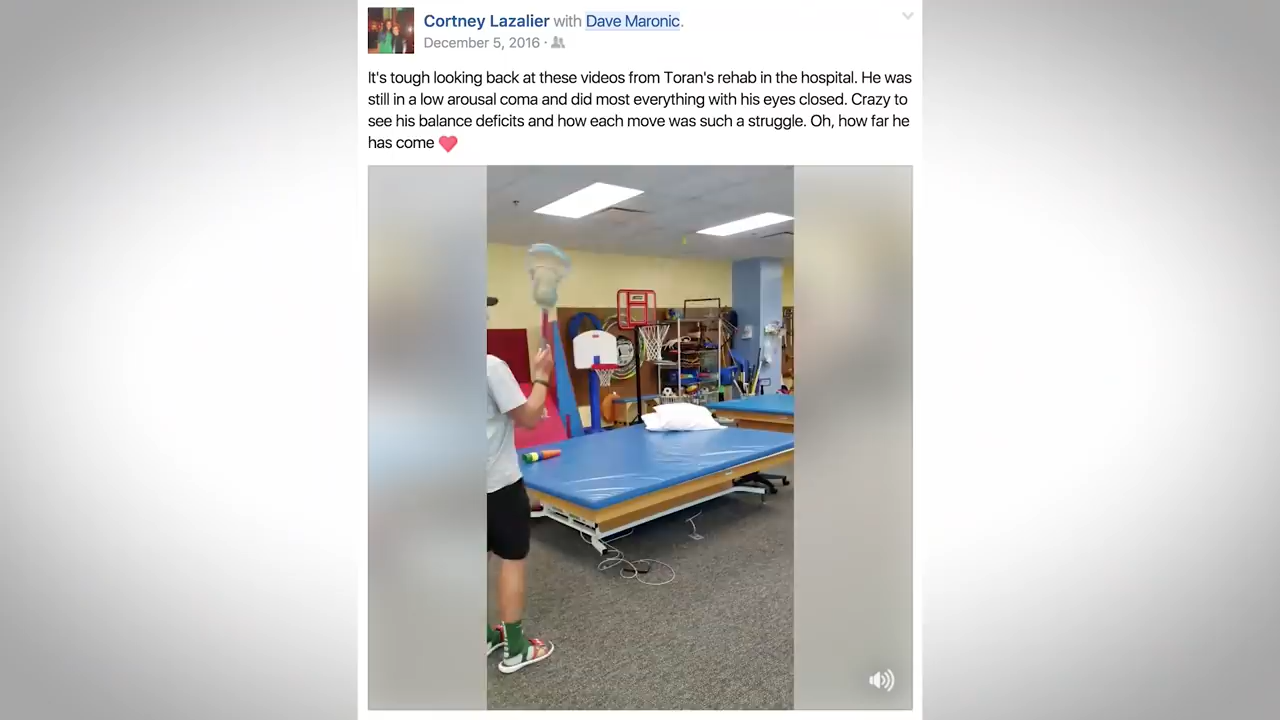 Cortney Lazalier with Dave Maronic.
December 5, 2016 ·
It's tough looking back at these videos from Toran's rehab in the hospital. He was
still in a low arousal coma and did most everything with his eyes closed. Crazy to
see his balance deficits and how each move was such a struggle. Oh, how far he
has come ❤️